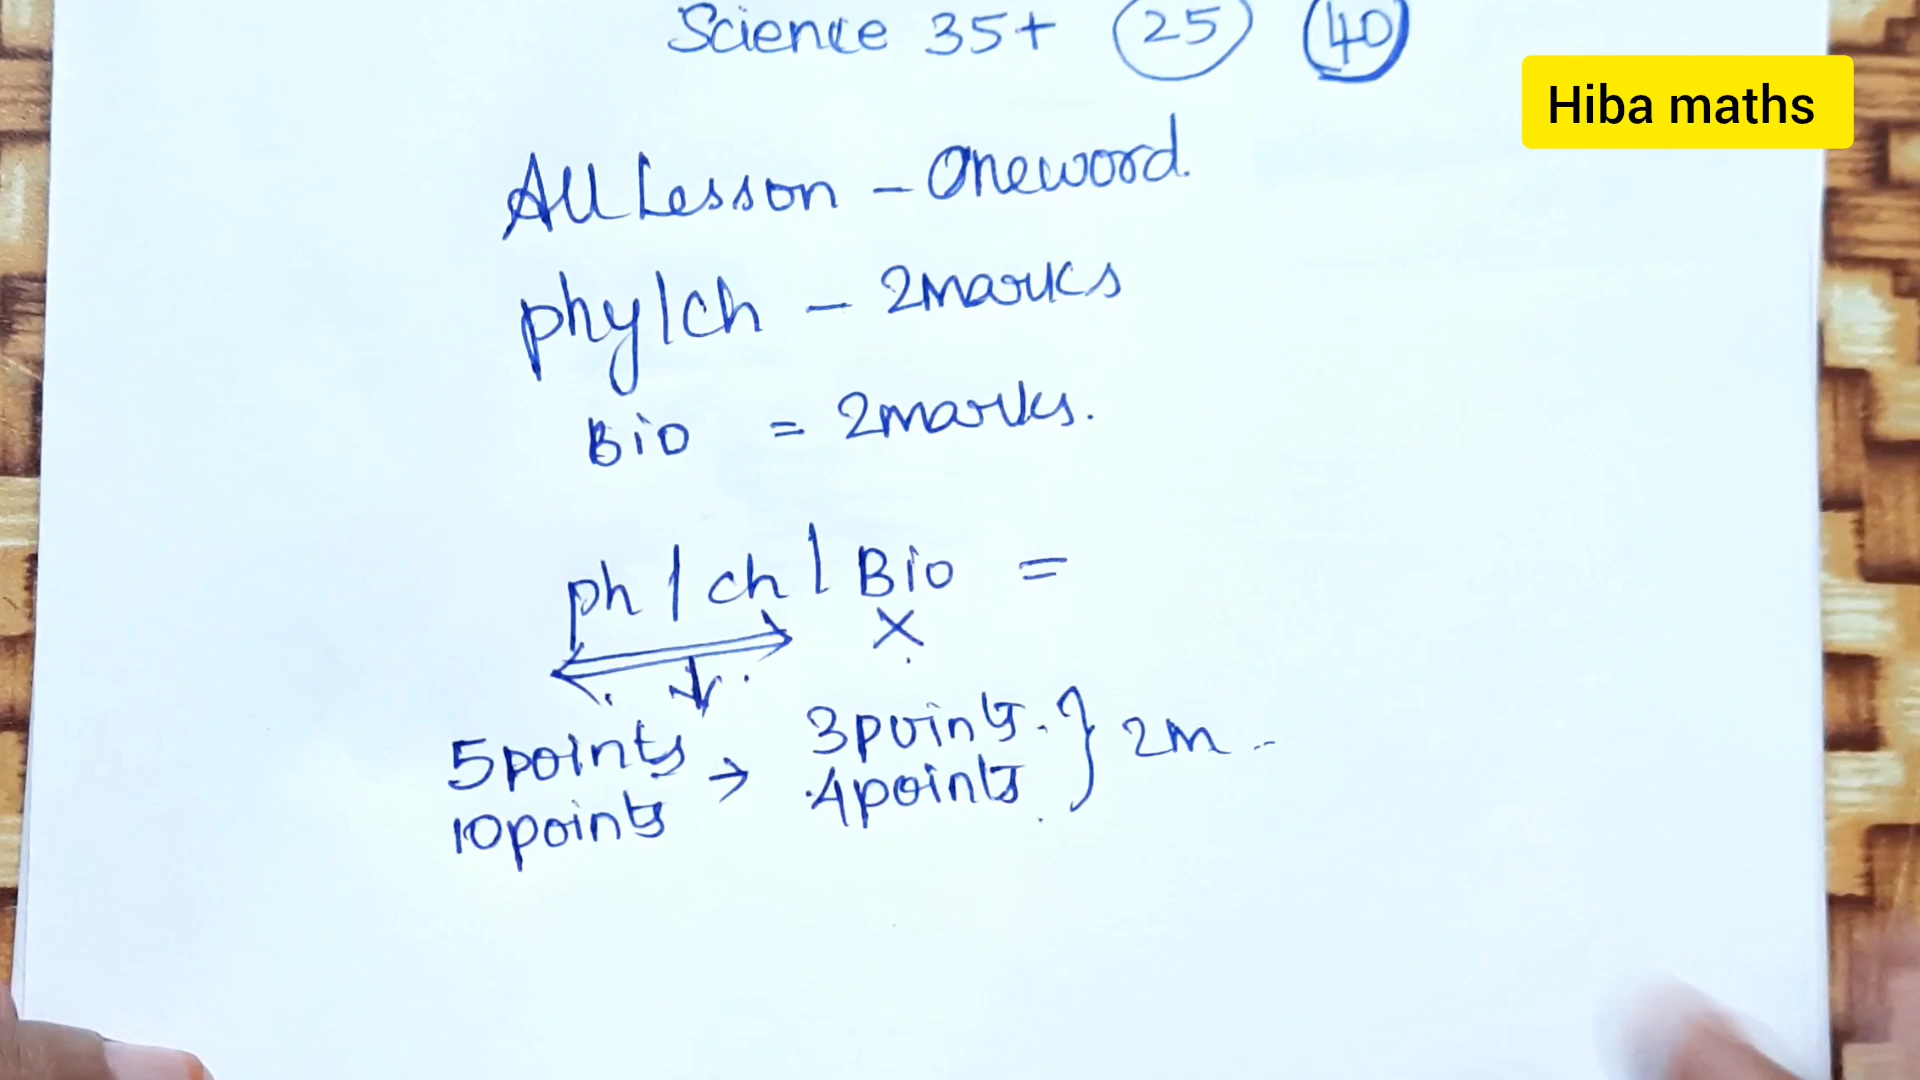 Science 35+ 25 40
Hiba maths
All Lesson - Oneword.
phy/ch - 2marks
Bio = 2marks.
ph / ch / Bio =
X
5points → 3points. } 2m
10points 4points